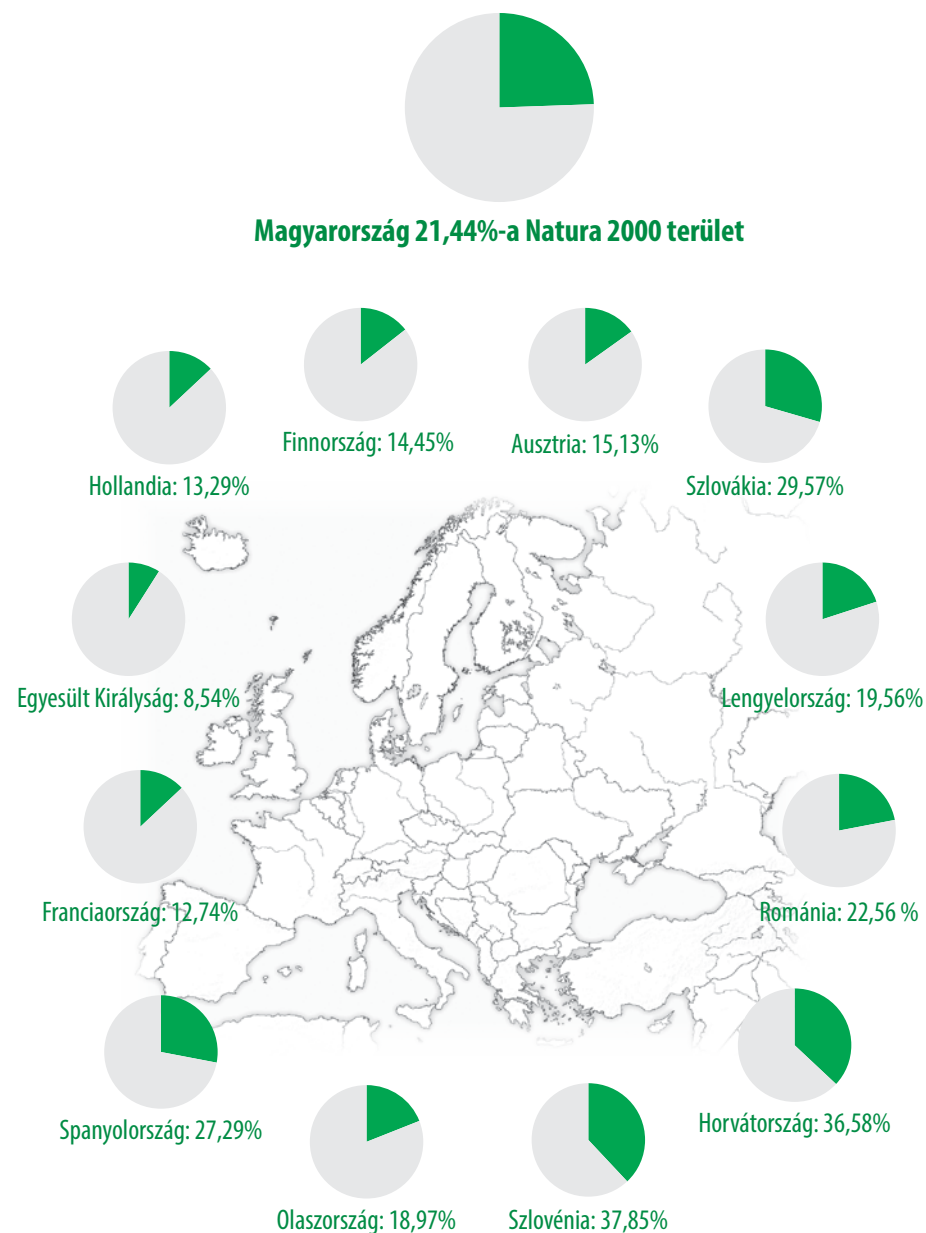 Magyarország 21,44%-a Natura 2000 terület
Finnország: 14,45%
Ausztria: 15,13%
Hollandia: 13,29%
Szlovákia: 29,57%
Egyesült Királyság: 8,54%
Lengyelország: 19,56%
Franciaország: 12,74%
Románia: 22,56 %
Spanyolország: 27,29%
Horvátország: 36,58%
Olaszország: 18,97%
Szlovénia: 37,85%